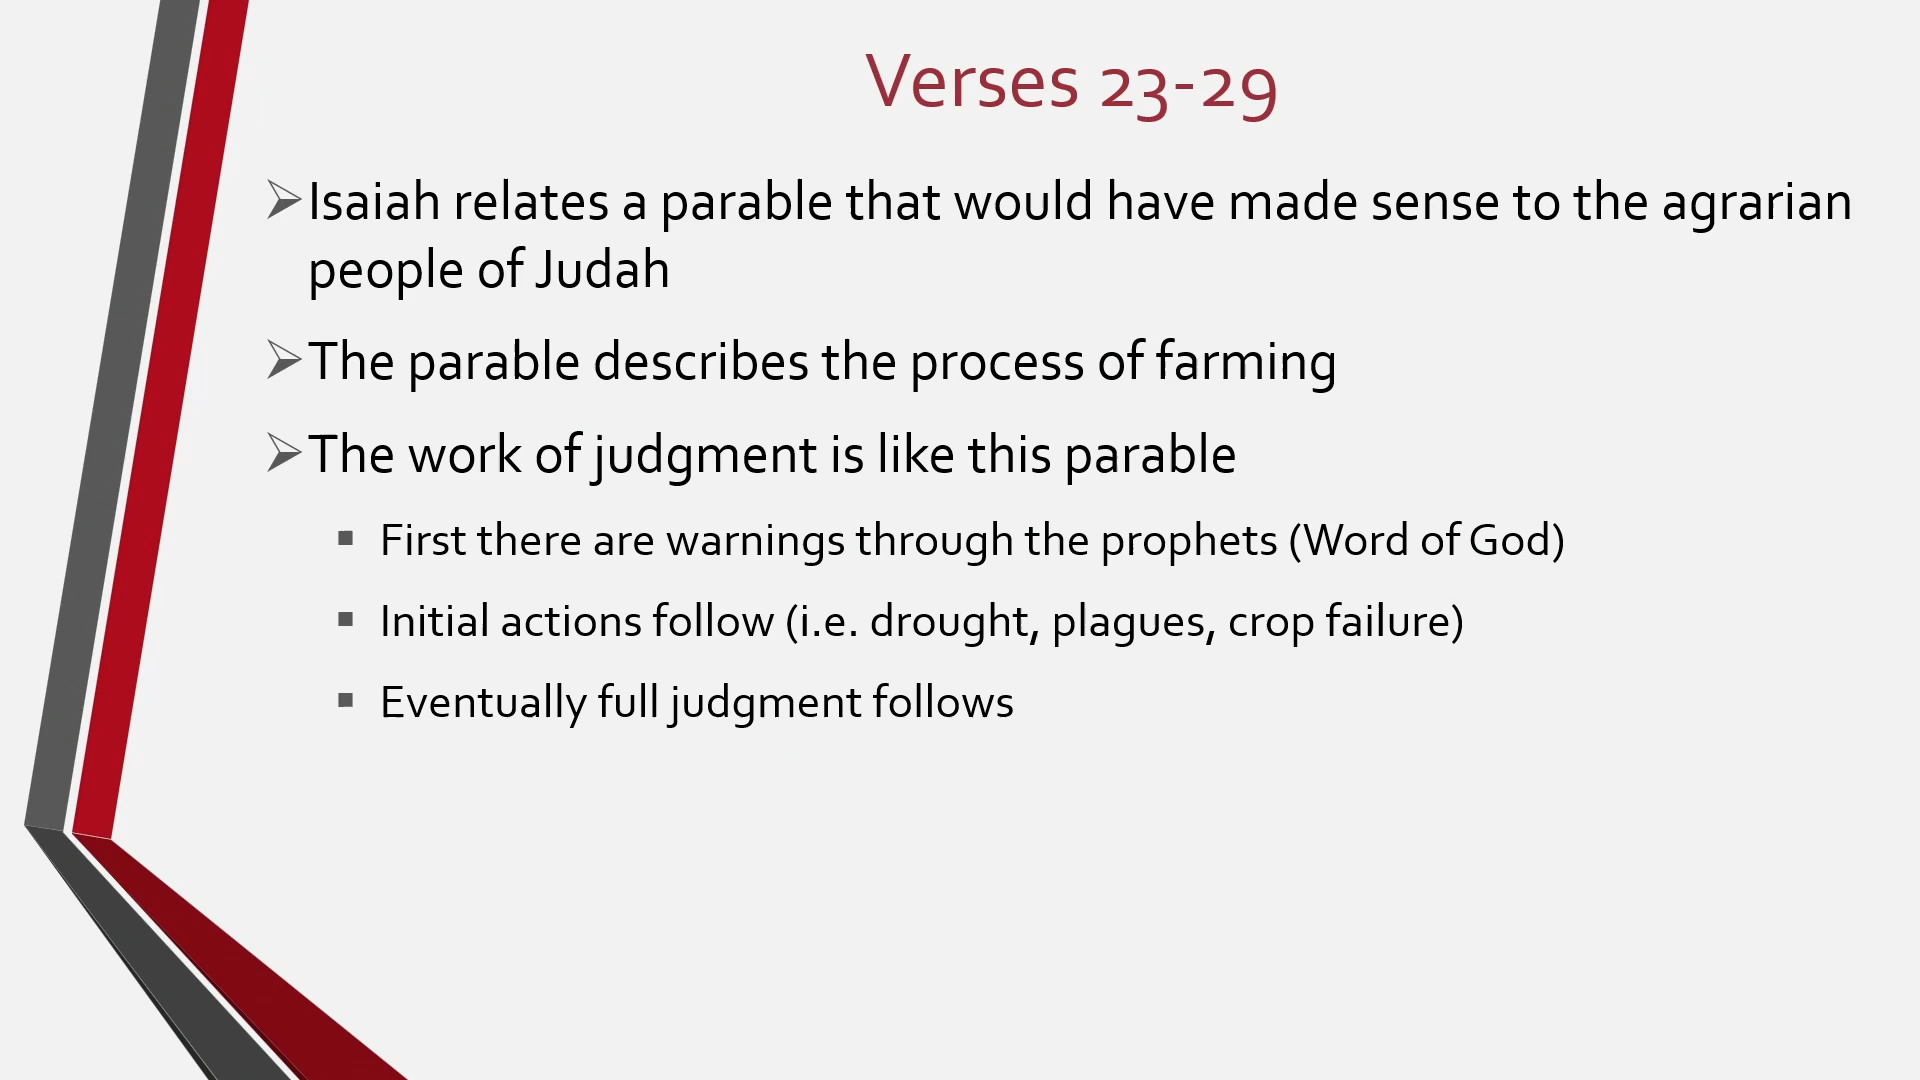 Verses 23-29
Isaiah relates a parable that would have made sense to the agrarian
people of Judah
The parable describes the process of farming
The work of judgment is like this parable
First there are warnings through the prophets (Word of God)
Initial actions follow (i.e. drought, plagues, crop failure)
Eventually full judgment follows